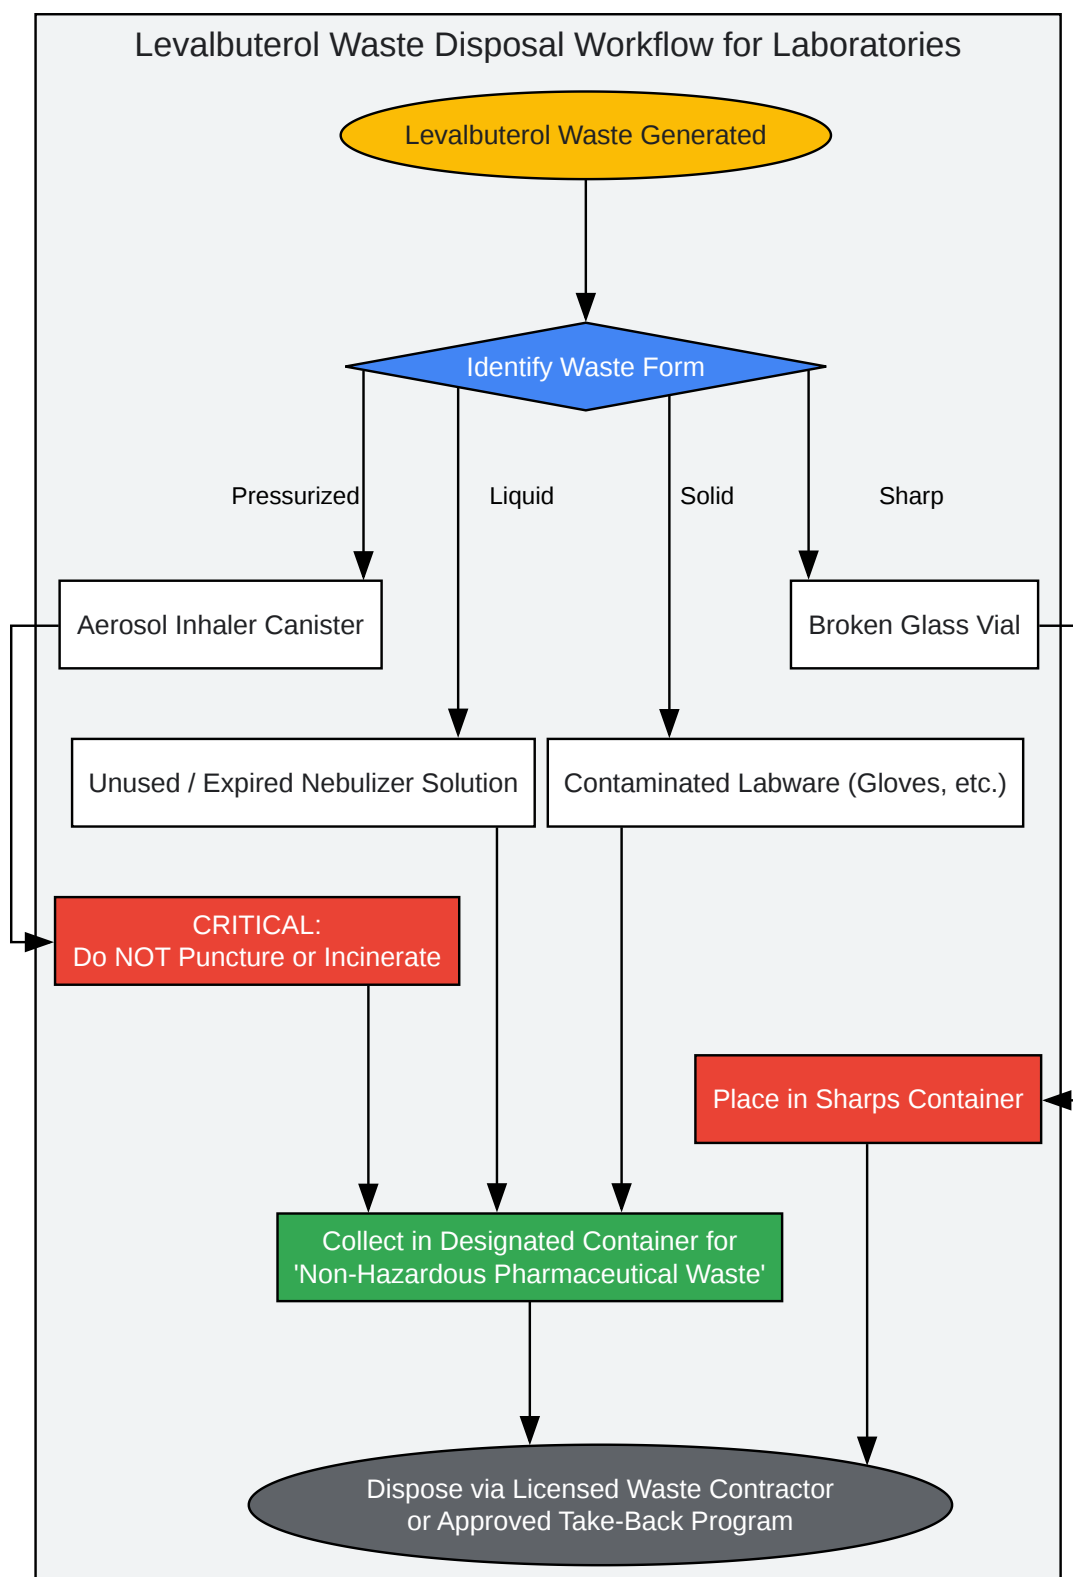 Levalbuterol Waste Disposal Workflow for Laboratories
Levalbuterol Waste Generated
Identify Waste Form
Pressurized
Liquid
Solid
Sharp
Aerosol Inhaler Canister
Broken Glass Vial
Unused / Expired Nebulizer Solution
Contaminated Labware (Gloves, etc.)
CRITICAL:
Do NOT Puncture or Incinerate
Place in Sharps Container
Collect in Designated Container for
'Non-Hazardous Pharmaceutical Waste'
Dispose via Licensed Waste Contractor
or Approved Take-Back Program